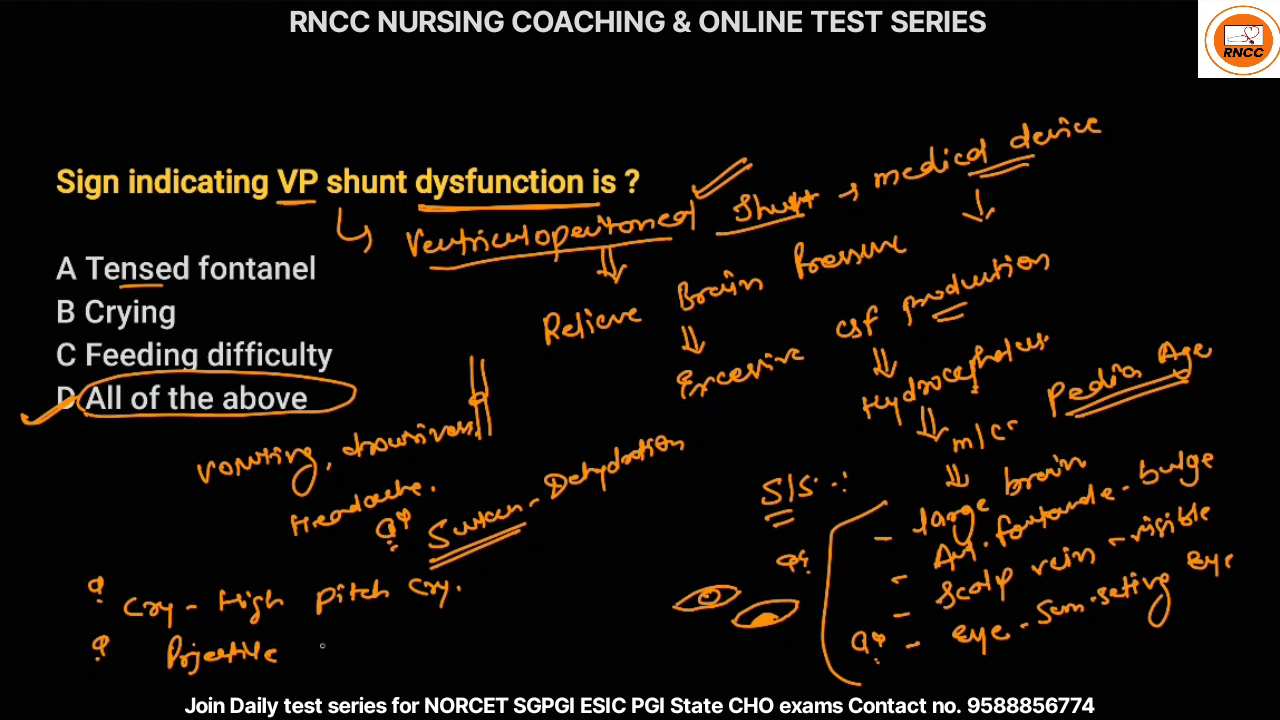 RNCC NURSING COACHING & ONLINE TEST SERIES
RNCC
Sign indicating VP shunt dysfunction is ?
Ventriculoperitoneal Shunt → medical device
A Tensed fontanel
B Crying
C Feeding difficulty
D All of the above
Relieve Brain Pressure
Excessive CSF production
Hydrocephalus
m/c Pedia Age
vomiting, drowsiness
Headache.
Sunken - Dehydration
Cry - High pitch cry.
Projectile
S/S :
- large brain
- Ant. fontanale - bulge
- Scalp vein - visible
- Eye - Sun-seting Eye
Join Daily test series for NORCET SGPGI ESIC PGI State CHO exams Contact no. 9588856774